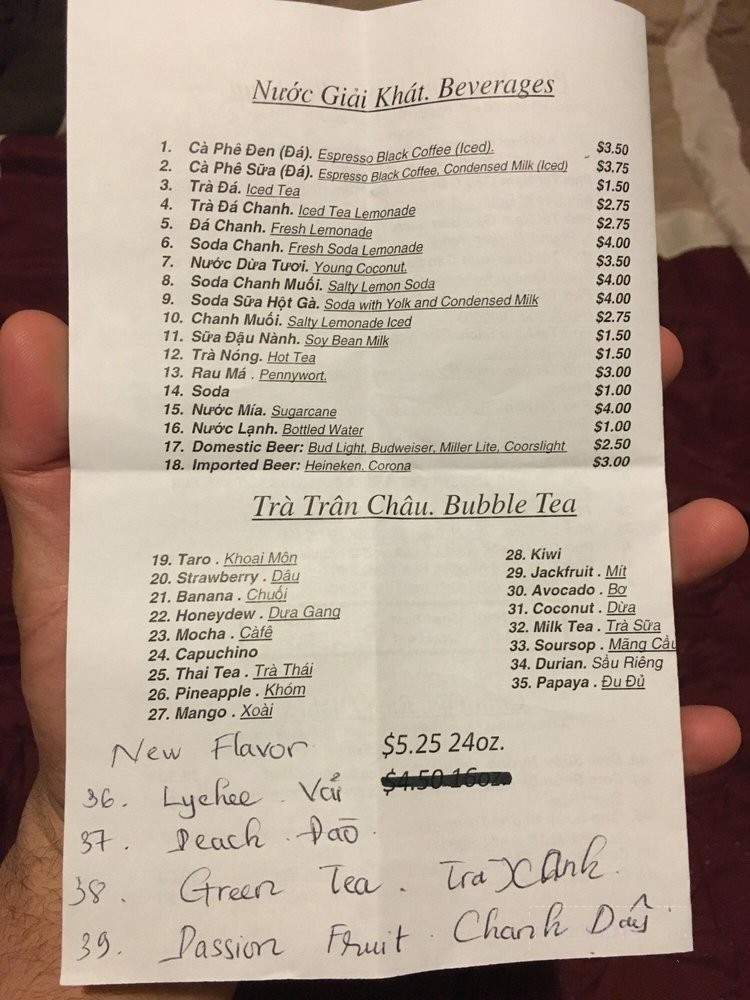 Nước Giải Khát. Beverages
1. Cà Phê Đen (Đá). Espresso Black Coffee (Iced). $3.50
2. Cà Phê Sữa (Đá). Espresso Black Coffee, Condensed Milk (Iced) $3.75
3. Trà Đá. Iced Tea $1.50
4. Trà Đá Chanh. Iced Tea Lemonade $2.75
5. Đá Chanh. Fresh Lemonade $2.75
6. Soda Chanh. Fresh Soda Lemonade $4.00
7. Nước Dừa Tươi. Young Coconut. $3.50
8. Soda Chanh Muối. Salty Lemon Soda $4.00
9. Soda Sữa Hột Gà. Soda with Yolk and Condensed Milk $4.00
10. Chanh Muối. Salty Lemonade Iced $2.75
11. Sữa Đậu Nành. Soy Bean Milk $1.50
12. Trà Nóng. Hot Tea $1.50
13. Rau Má . Pennywort. $3.00
14. Soda $1.00
15. Nước Mía. Sugarcane $4.00
16. Nước Lạnh. Bottled Water $1.00
17. Domestic Beer: Bud Light, Budweiser, Miller Lite, Coorslight $2.50
18. Imported Beer: Heineken, Corona $3.00
Trà Trân Châu. Bubble Tea
19. Taro . Khoai Môn
20. Strawberry . Dâu
21. Banana . Chuối
22. Honeydew . Dưa Gang
23. Mocha . Càfê
24. Capuchino
25. Thai Tea . Trà Thái
26. Pineapple . Khóm
27. Mango . Xoài
28. Kiwi
29. Jackfruit . Mít
30. Avocado . Bơ
31. Coconut . Dừa
32. Milk Tea . Trà Sữa
33. Soursop . Mãng Cầu
34. Durian. Sầu Riêng
35. Papaya . Đu Đủ
$5.25 24oz.
$4.50 16oz.
New Flavor
36. Lychee . Vải
37. Peach . Đào .
38. Green Tea . Trà Xanh.
39. Passion Fruit . Chanh Dây .